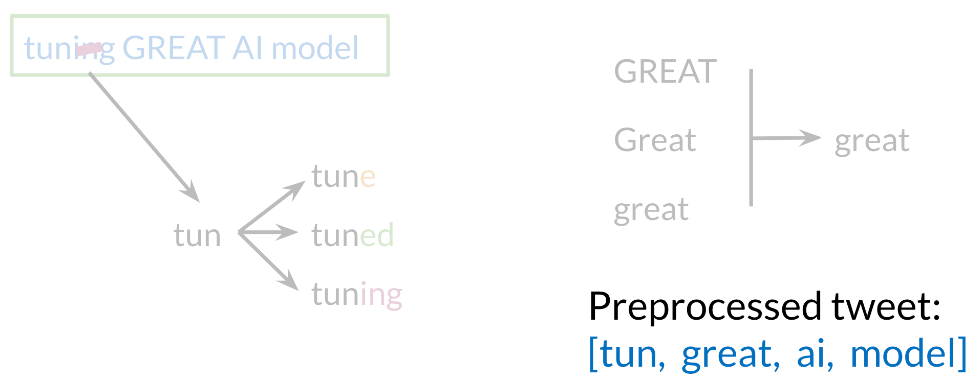 tuning GREAT AI model
GREAT
Great
great
great
tune
tun
tuned
tuning
Preprocessed tweet:
[tun, great, ai, model]